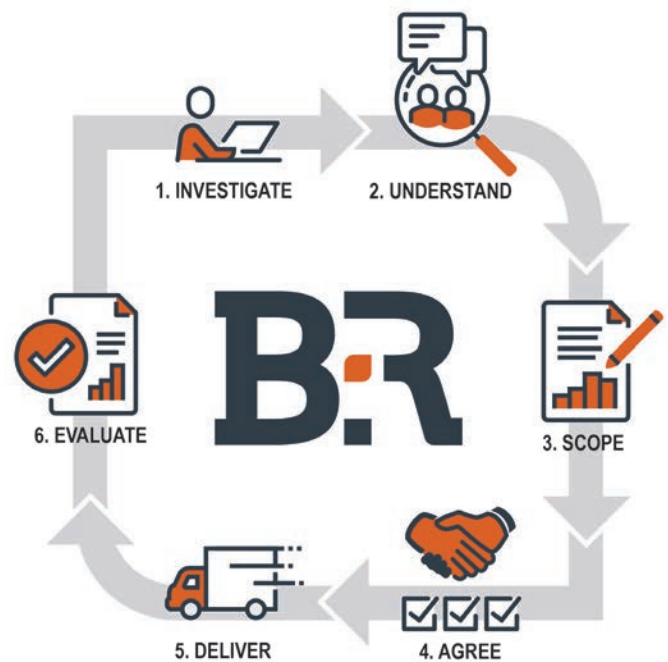 1. INVESTIGATE
2. UNDERSTAND
B:R
3. SCOPE
4. AGREE
5. DELIVER
6. EVALUATE